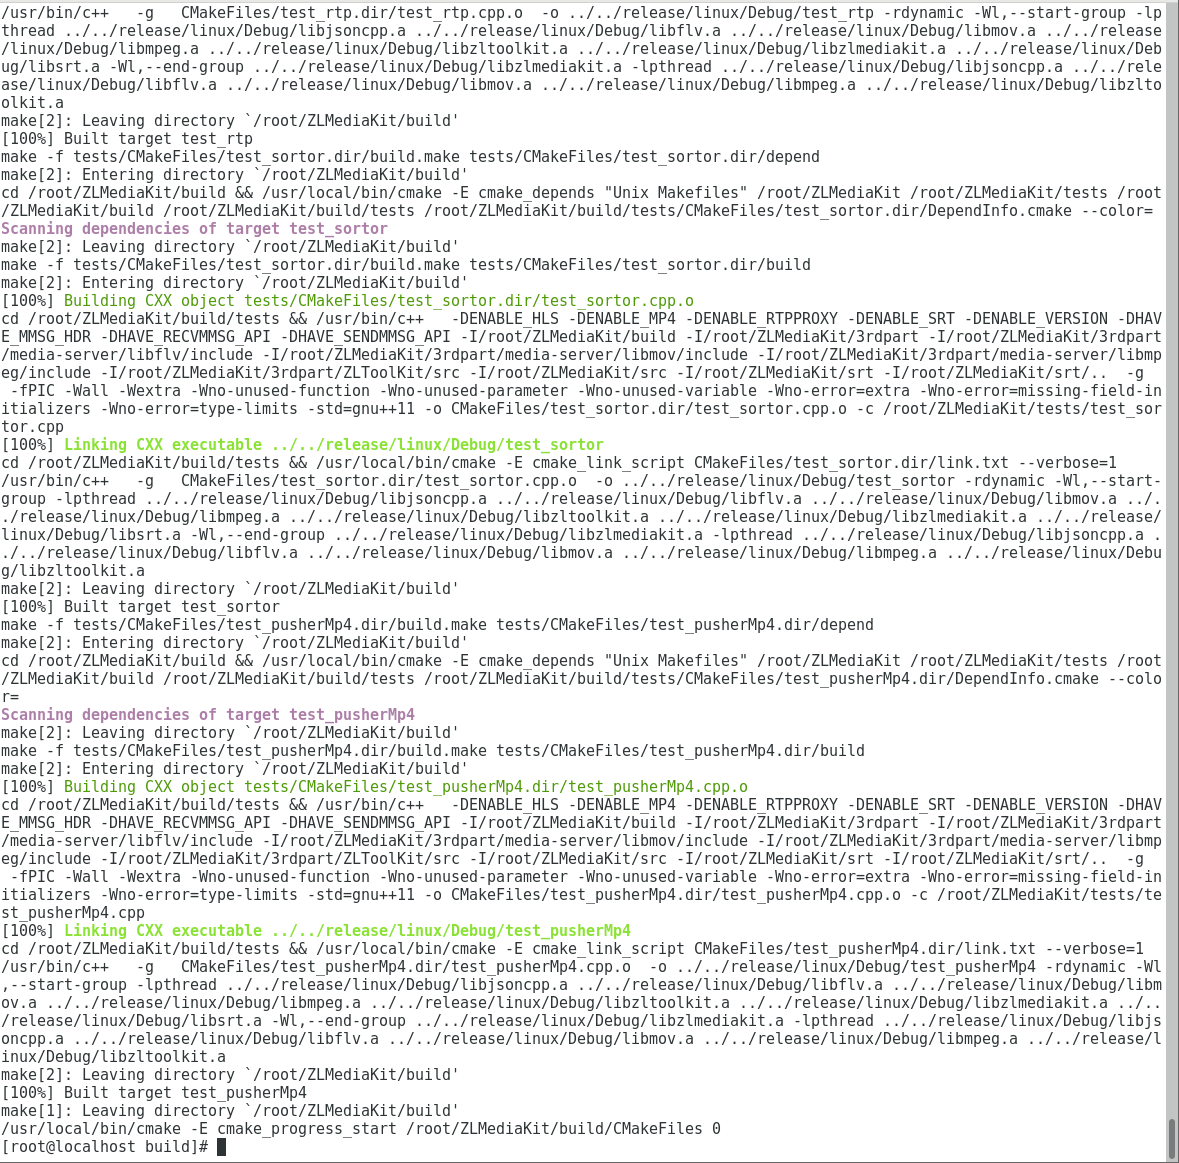 /usr/bin/c++   -g   CMakeFiles/test_rtp.dir/test_rtp.cpp.o  -o ../../release/linux/Debug/test_rtp -rdynamic -Wl,--start-group -lp
thread ../../release/linux/Debug/libjsoncpp.a ../../release/linux/Debug/libflv.a ../../release/linux/Debug/libmov.a ../../release
/linux/Debug/libmpeg.a ../../release/linux/Debug/libzltoolkit.a ../../release/linux/Debug/libzlmediakit.a ../../release/linux/Deb
ug/libsrt.a -Wl,--end-group ../../release/linux/Debug/libzlmediakit.a -lpthread ../../release/linux/Debug/libjsoncpp.a ../../rele
ase/linux/Debug/libflv.a ../../release/linux/Debug/libmov.a ../../release/linux/Debug/libmpeg.a ../../release/linux/Debug/libzlto
olkit.a
make[2]: Leaving directory `/root/ZLMediaKit/build'
[100%] Built target test_rtp
make -f tests/CMakeFiles/test_sortor.dir/build.make tests/CMakeFiles/test_sortor.dir/depend
make[2]: Entering directory `/root/ZLMediaKit/build'
cd /root/ZLMediaKit/build && /usr/local/bin/cmake -E cmake_depends "Unix Makefiles" /root/ZLMediaKit /root/ZLMediaKit/tests /root
/ZLMediaKit/build /root/ZLMediaKit/build/tests /root/ZLMediaKit/build/tests/CMakeFiles/test_sortor.dir/DependInfo.cmake --color=
Scanning dependencies of target test_sortor
make[2]: Leaving directory `/root/ZLMediaKit/build'
make -f tests/CMakeFiles/test_sortor.dir/build.make tests/CMakeFiles/test_sortor.dir/build
make[2]: Entering directory `/root/ZLMediaKit/build'
[100%] Building CXX object tests/CMakeFiles/test_sortor.dir/test_sortor.cpp.o
cd /root/ZLMediaKit/build/tests && /usr/bin/c++   -DENABLE_HLS -DENABLE_MP4 -DENABLE_RTPPROXY -DENABLE_SRT -DENABLE_VERSION -DHAV
E_MMSG_HDR -DHAVE_RECVMMSG_API -DHAVE_SENDMMSG_API -I/root/ZLMediaKit/build -I/root/ZLMediaKit/3rdpart -I/root/ZLMediaKit/3rdpart
/media-server/libflv/include -I/root/ZLMediaKit/3rdpart/media-server/libmov/include -I/root/ZLMediaKit/3rdpart/media-server/libmp
eg/include -I/root/ZLMediaKit/3rdpart/ZLToolKit/src -I/root/ZLMediaKit/src -I/root/ZLMediaKit/srt -I/root/ZLMediaKit/srt/..  -g
 -fPIC -Wall -Wextra -Wno-unused-function -Wno-unused-parameter -Wno-unused-variable -Wno-error=extra -Wno-error=missing-field-in
itializers -Wno-error=type-limits -std=gnu++11 -o CMakeFiles/test_sortor.dir/test_sortor.cpp.o -c /root/ZLMediaKit/tests/test_sor
tor.cpp
[100%] Linking CXX executable ../../release/linux/Debug/test_sortor
cd /root/ZLMediaKit/build/tests && /usr/local/bin/cmake -E cmake_link_script CMakeFiles/test_sortor.dir/link.txt --verbose=1
/usr/bin/c++   -g   CMakeFiles/test_sortor.dir/test_sortor.cpp.o  -o ../../release/linux/Debug/test_sortor -rdynamic -Wl,--start-
group -lpthread ../../release/linux/Debug/libjsoncpp.a ../../release/linux/Debug/libflv.a ../../release/linux/Debug/libmov.a ../.
./release/linux/Debug/libmpeg.a ../../release/linux/Debug/libzltoolkit.a ../../release/linux/Debug/libzlmediakit.a ../../release/
linux/Debug/libsrt.a -Wl,--end-group ../../release/linux/Debug/libzlmediakit.a -lpthread ../../release/linux/Debug/libjsoncpp.a .
./../release/linux/Debug/libflv.a ../../release/linux/Debug/libmov.a ../../release/linux/Debug/libmpeg.a ../../release/linux/Debu
g/libzltoolkit.a
make[2]: Leaving directory `/root/ZLMediaKit/build'
[100%] Built target test_sortor
make -f tests/CMakeFiles/test_pusherMp4.dir/build.make tests/CMakeFiles/test_pusherMp4.dir/depend
make[2]: Entering directory `/root/ZLMediaKit/build'
cd /root/ZLMediaKit/build && /usr/local/bin/cmake -E cmake_depends "Unix Makefiles" /root/ZLMediaKit /root/ZLMediaKit/tests /root
/ZLMediaKit/build /root/ZLMediaKit/build/tests /root/ZLMediaKit/build/tests/CMakeFiles/test_pusherMp4.dir/DependInfo.cmake --colo
r=
Scanning dependencies of target test_pusherMp4
make[2]: Leaving directory `/root/ZLMediaKit/build'
make -f tests/CMakeFiles/test_pusherMp4.dir/build.make tests/CMakeFiles/test_pusherMp4.dir/build
make[2]: Entering directory `/root/ZLMediaKit/build'
[100%] Building CXX object tests/CMakeFiles/test_pusherMp4.dir/test_pusherMp4.cpp.o
cd /root/ZLMediaKit/build/tests && /usr/bin/c++   -DENABLE_HLS -DENABLE_MP4 -DENABLE_RTPPROXY -DENABLE_SRT -DENABLE_VERSION -DHAV
E_MMSG_HDR -DHAVE_RECVMMSG_API -DHAVE_SENDMMSG_API -I/root/ZLMediaKit/build -I/root/ZLMediaKit/3rdpart -I/root/ZLMediaKit/3rdpart
/media-server/libflv/include -I/root/ZLMediaKit/3rdpart/media-server/libmov/include -I/root/ZLMediaKit/3rdpart/media-server/libmp
eg/include -I/root/ZLMediaKit/3rdpart/ZLToolKit/src -I/root/ZLMediaKit/src -I/root/ZLMediaKit/srt -I/root/ZLMediaKit/srt/..  -g
 -fPIC -Wall -Wextra -Wno-unused-function -Wno-unused-parameter -Wno-unused-variable -Wno-error=extra -Wno-error=missing-field-in
itializers -Wno-error=type-limits -std=gnu++11 -o CMakeFiles/test_pusherMp4.dir/test_pusherMp4.cpp.o -c /root/ZLMediaKit/tests/te
st_pusherMp4.cpp
[100%] Linking CXX executable ../../release/linux/Debug/test_pusherMp4
cd /root/ZLMediaKit/build/tests && /usr/local/bin/cmake -E cmake_link_script CMakeFiles/test_pusherMp4.dir/link.txt --verbose=1
/usr/bin/c++   -g   CMakeFiles/test_pusherMp4.dir/test_pusherMp4.cpp.o  -o ../../release/linux/Debug/test_pusherMp4 -rdynamic -Wl
,--start-group -lpthread ../../release/linux/Debug/libjsoncpp.a ../../release/linux/Debug/libflv.a ../../release/linux/Debug/libm
ov.a ../../release/linux/Debug/libmpeg.a ../../release/linux/Debug/libzltoolkit.a ../../release/linux/Debug/libzlmediakit.a ../..
/release/linux/Debug/libsrt.a -Wl,--end-group ../../release/linux/Debug/libzlmediakit.a -lpthread ../../release/linux/Debug/libjs
oncpp.a ../../release/linux/Debug/libflv.a ../../release/linux/Debug/libmov.a ../../release/linux/Debug/libmpeg.a ../../release/l
inux/Debug/libzltoolkit.a
make[2]: Leaving directory `/root/ZLMediaKit/build'
[100%] Built target test_pusherMp4
make[1]: Leaving directory `/root/ZLMediaKit/build'
/usr/local/bin/cmake -E cmake_progress_start /root/ZLMediaKit/build/CMakeFiles 0
[root@localhost build]#